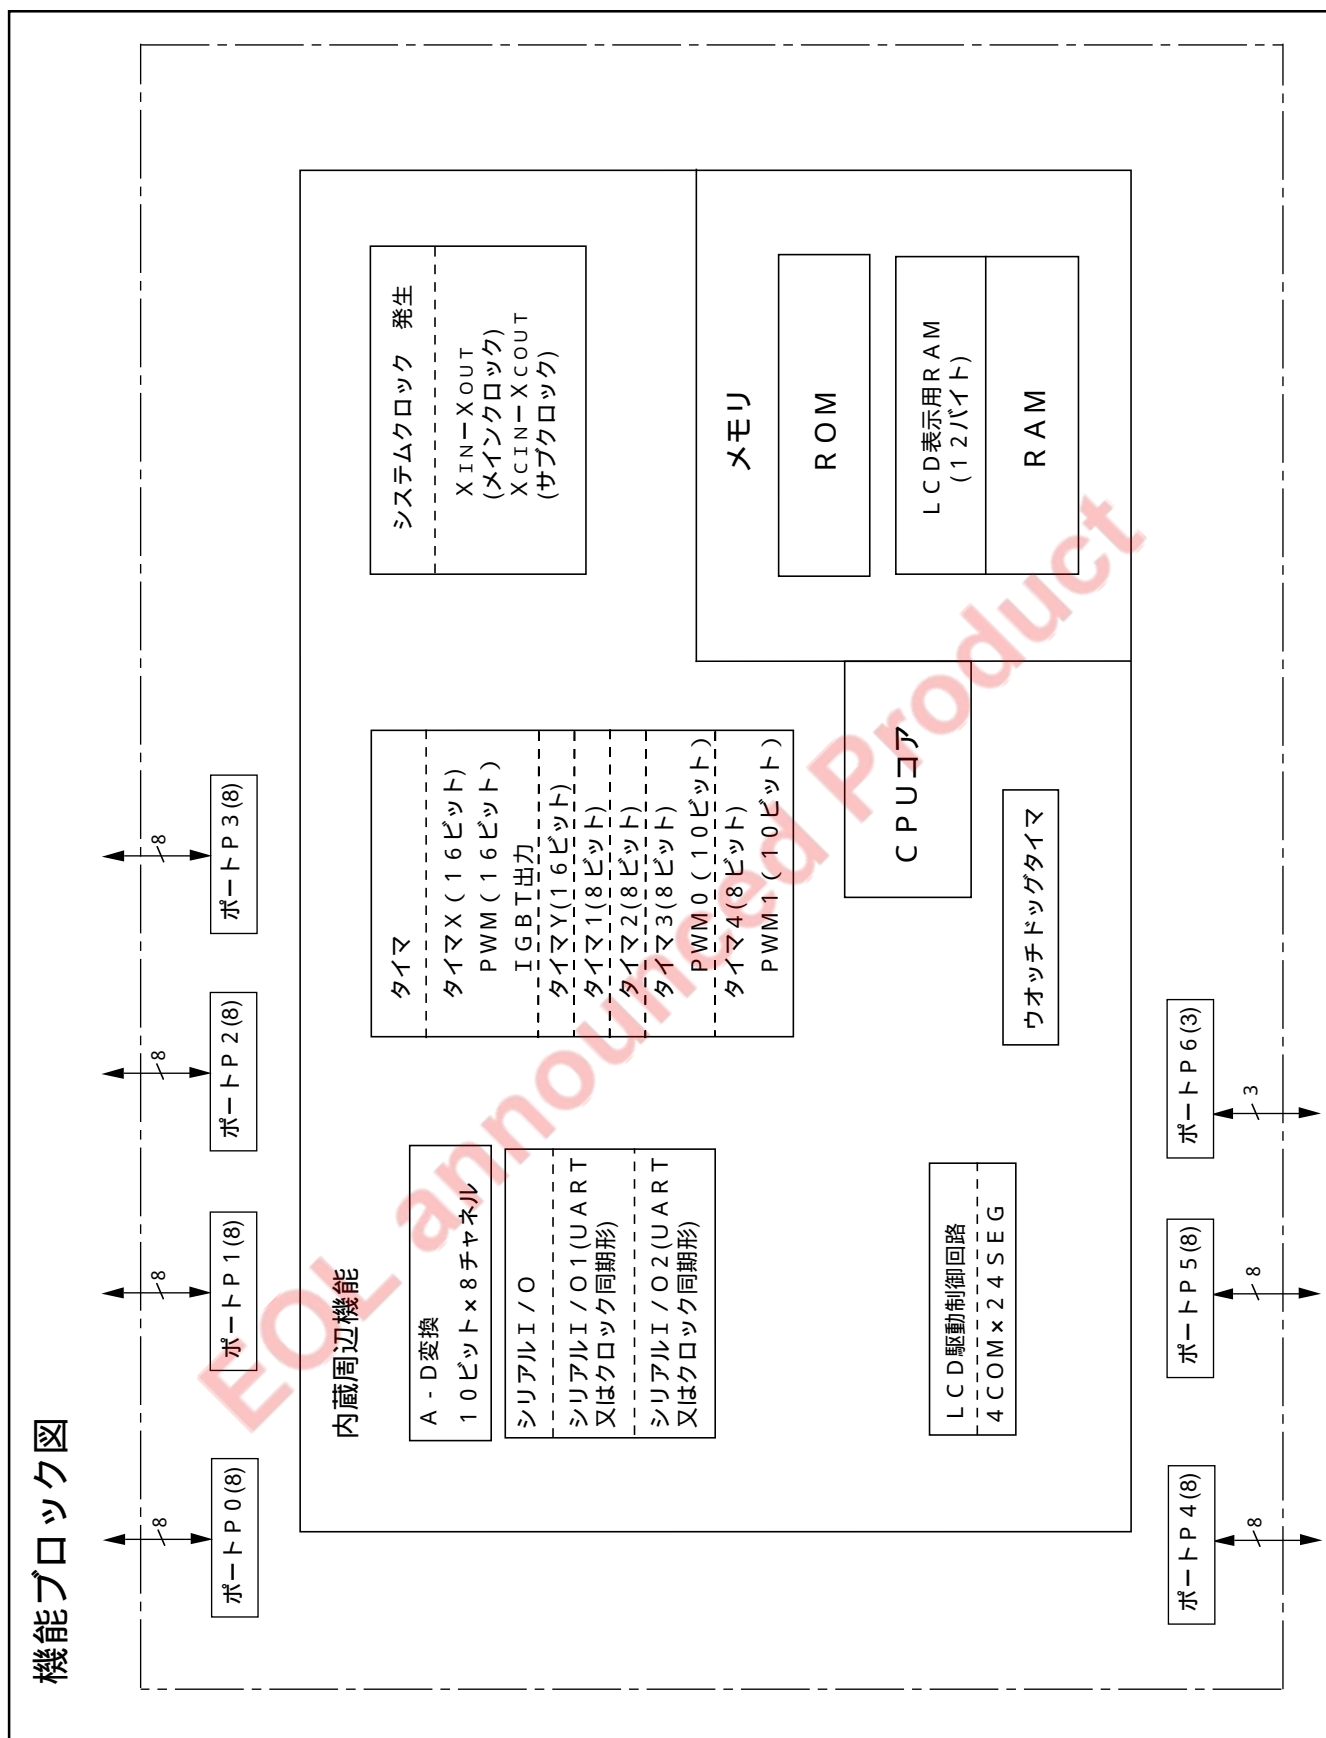 機能ブロック図
8
8
8
8
ポートＰ０(8)
ポートＰ１(8)
ポートＰ２(8)
ポートＰ３(8)
内蔵周辺機能
Ａ-Ｄ変換
１０ビット×８チャネル
シリアルＩ／Ｏ
シリアルＩ／Ｏ１(ＵＡＲＴ
又はクロック同期形)
シリアルＩ／Ｏ２(ＵＡＲＴ
又はクロック同期形)
タイマ
タイマＸ（１６ビット)
ＰＷＭ（１６ビット）
ＩＧＢＴ出力
タイマＹ(１６ビット)
タイマ１(８ビット)
タイマ２(８ビット)
タイマ３(８ビット)
ＰＷＭ０（１０ビット）
タイマ４(８ビット)
ＰＷＭ１（１０ビット）
システムクロック 発生
ＸIN－ＸOUT
(メインクロック)
ＸCIN－ＸCOUT
(サブクロック)
メモリ
ＲＯＭ
ＬＣＤ表示用ＲＡＭ
(１２バイト)
ＲＡＭ
ＣＰＵコア
ウオッチドッグタイマ
ＬＣＤ駆動制御回路
４ＣＯＭ×２４ＳＥＧ
ポートＰ４(8)
ポートＰ５(8)
ポートＰ６(3)
8
8
3
EOL announced Product